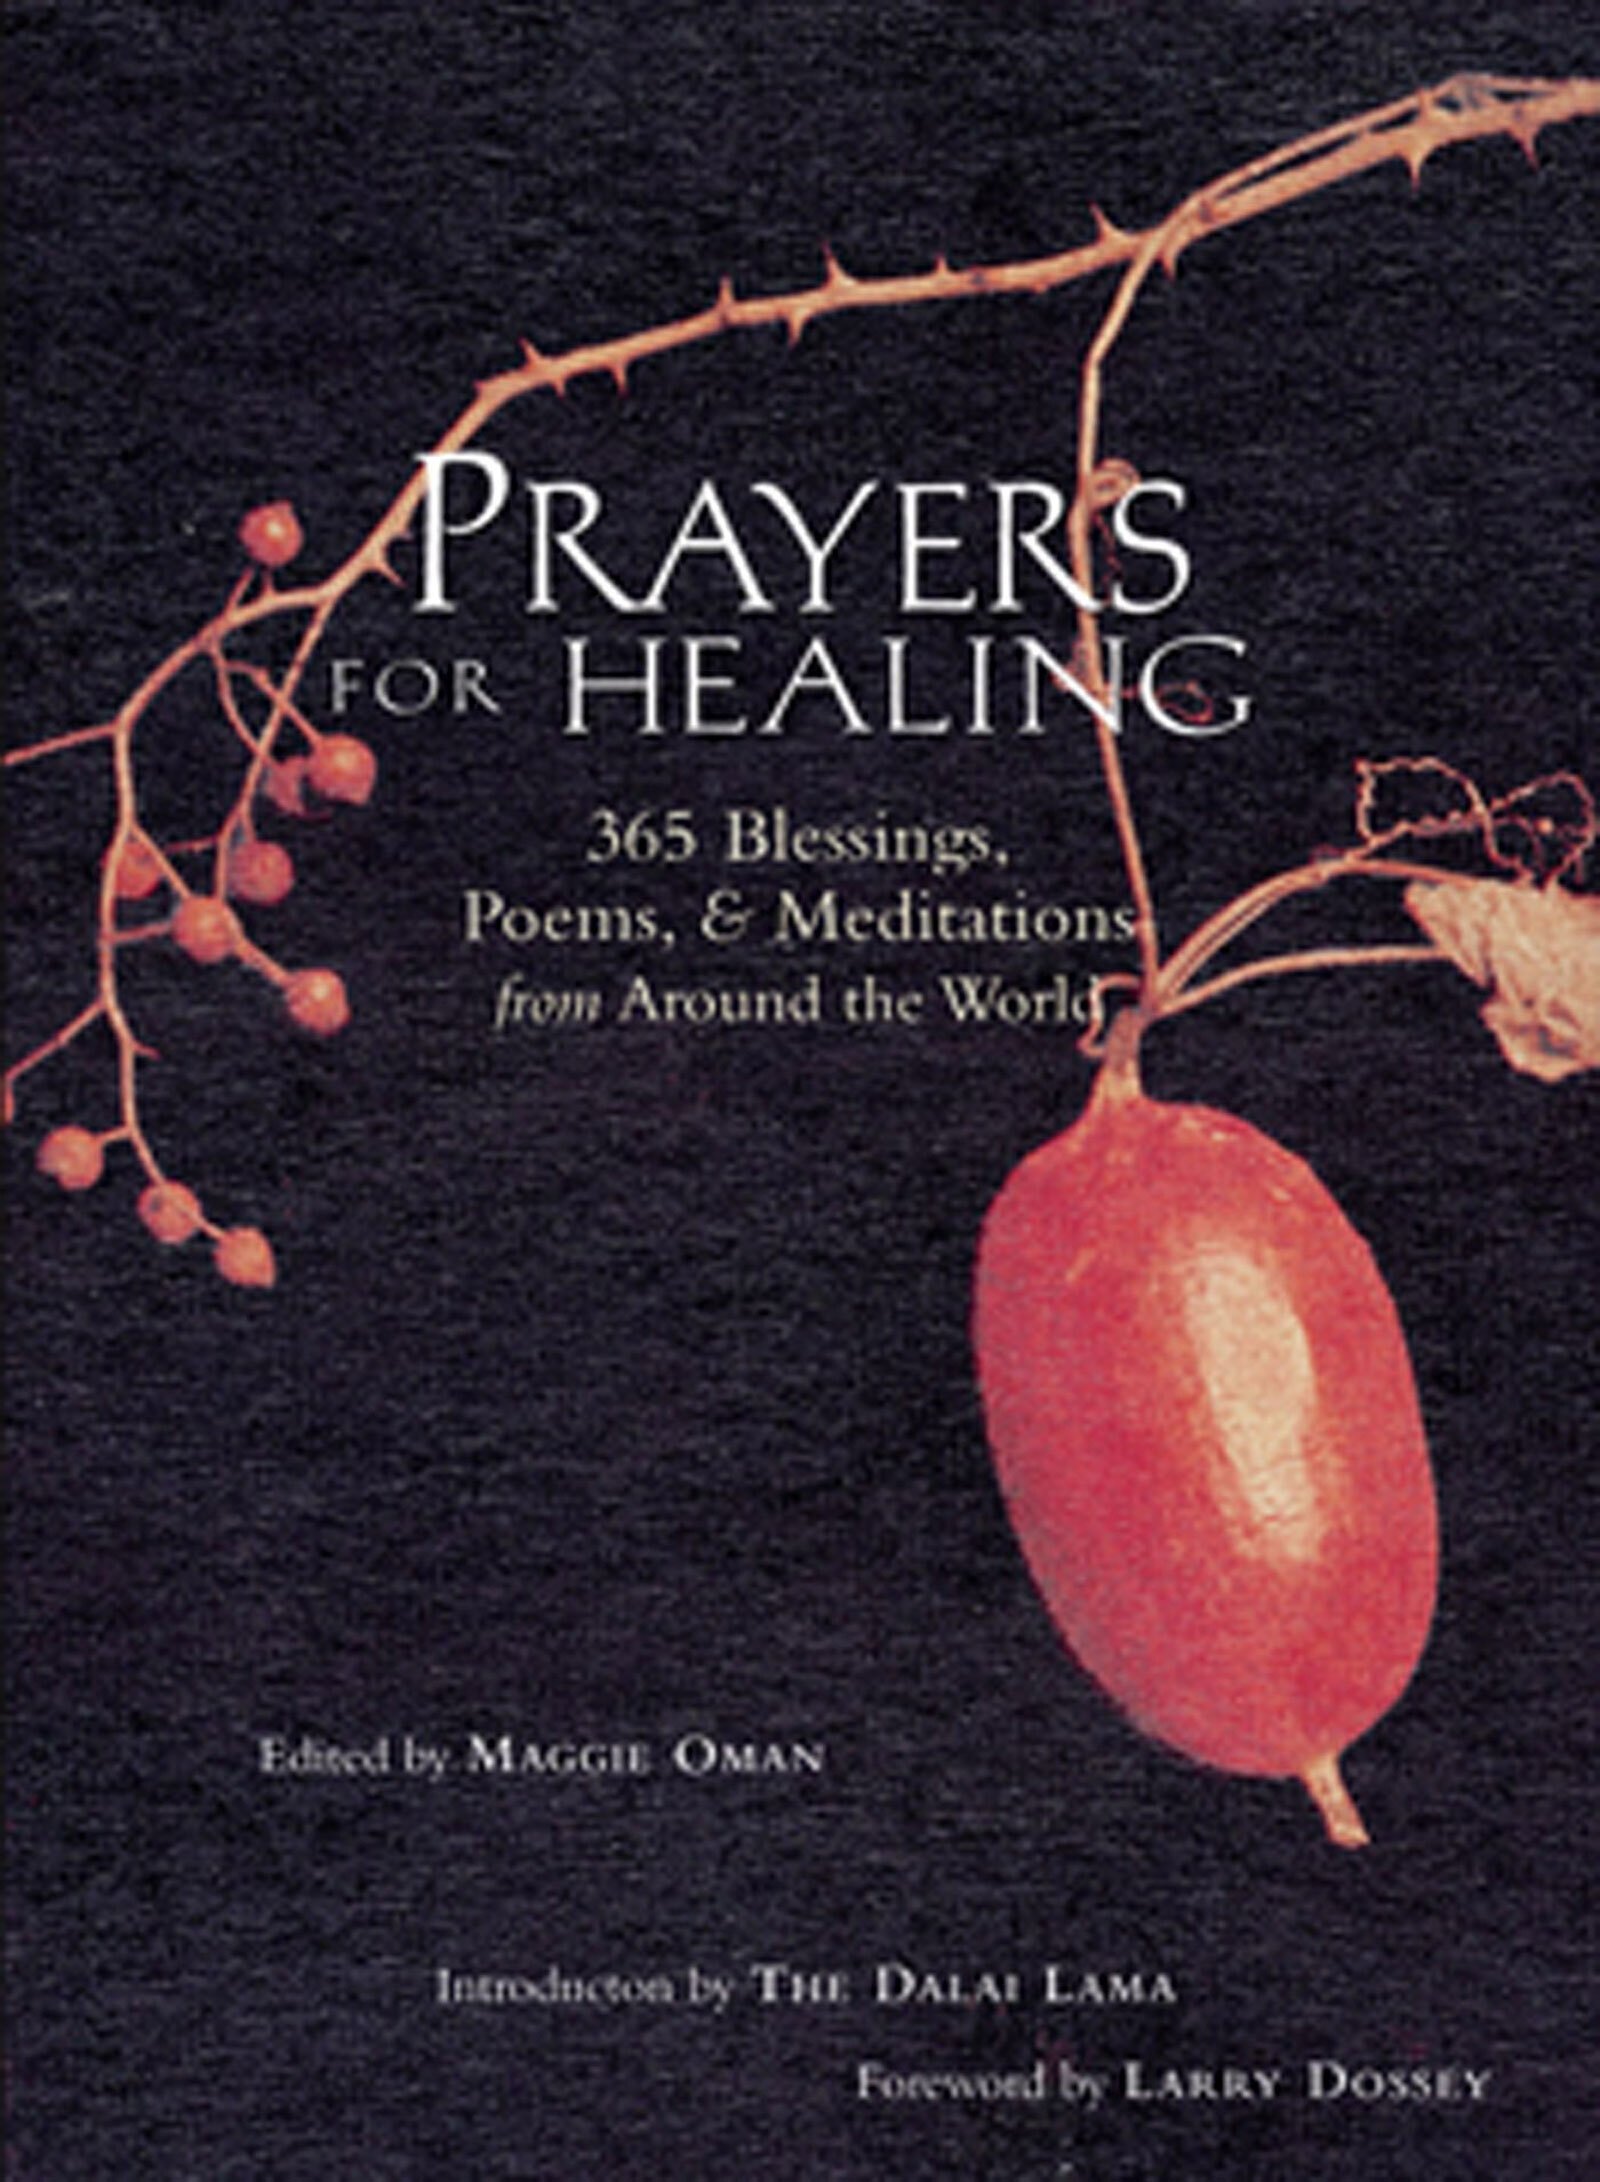 PRAYERS
FOR HEALING
365 Blessings,
Poems, & Meditations
from Around the World
Edited by MAGGIE OMAN
Introducton by THE DALAI LAMA
Foreword by LARRY DOSSEY